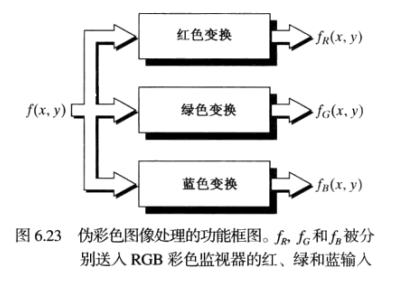 红色变换
f_R(x, y)
f(x, y)
绿色变换
f_G(x, y)
蓝色变换
f_B(x, y)
图 6.23 伪彩色图像处理的功能框图。f_R, f_G 和 f_B 被分
别送入 RGB 彩色监视器的红、绿和蓝输入